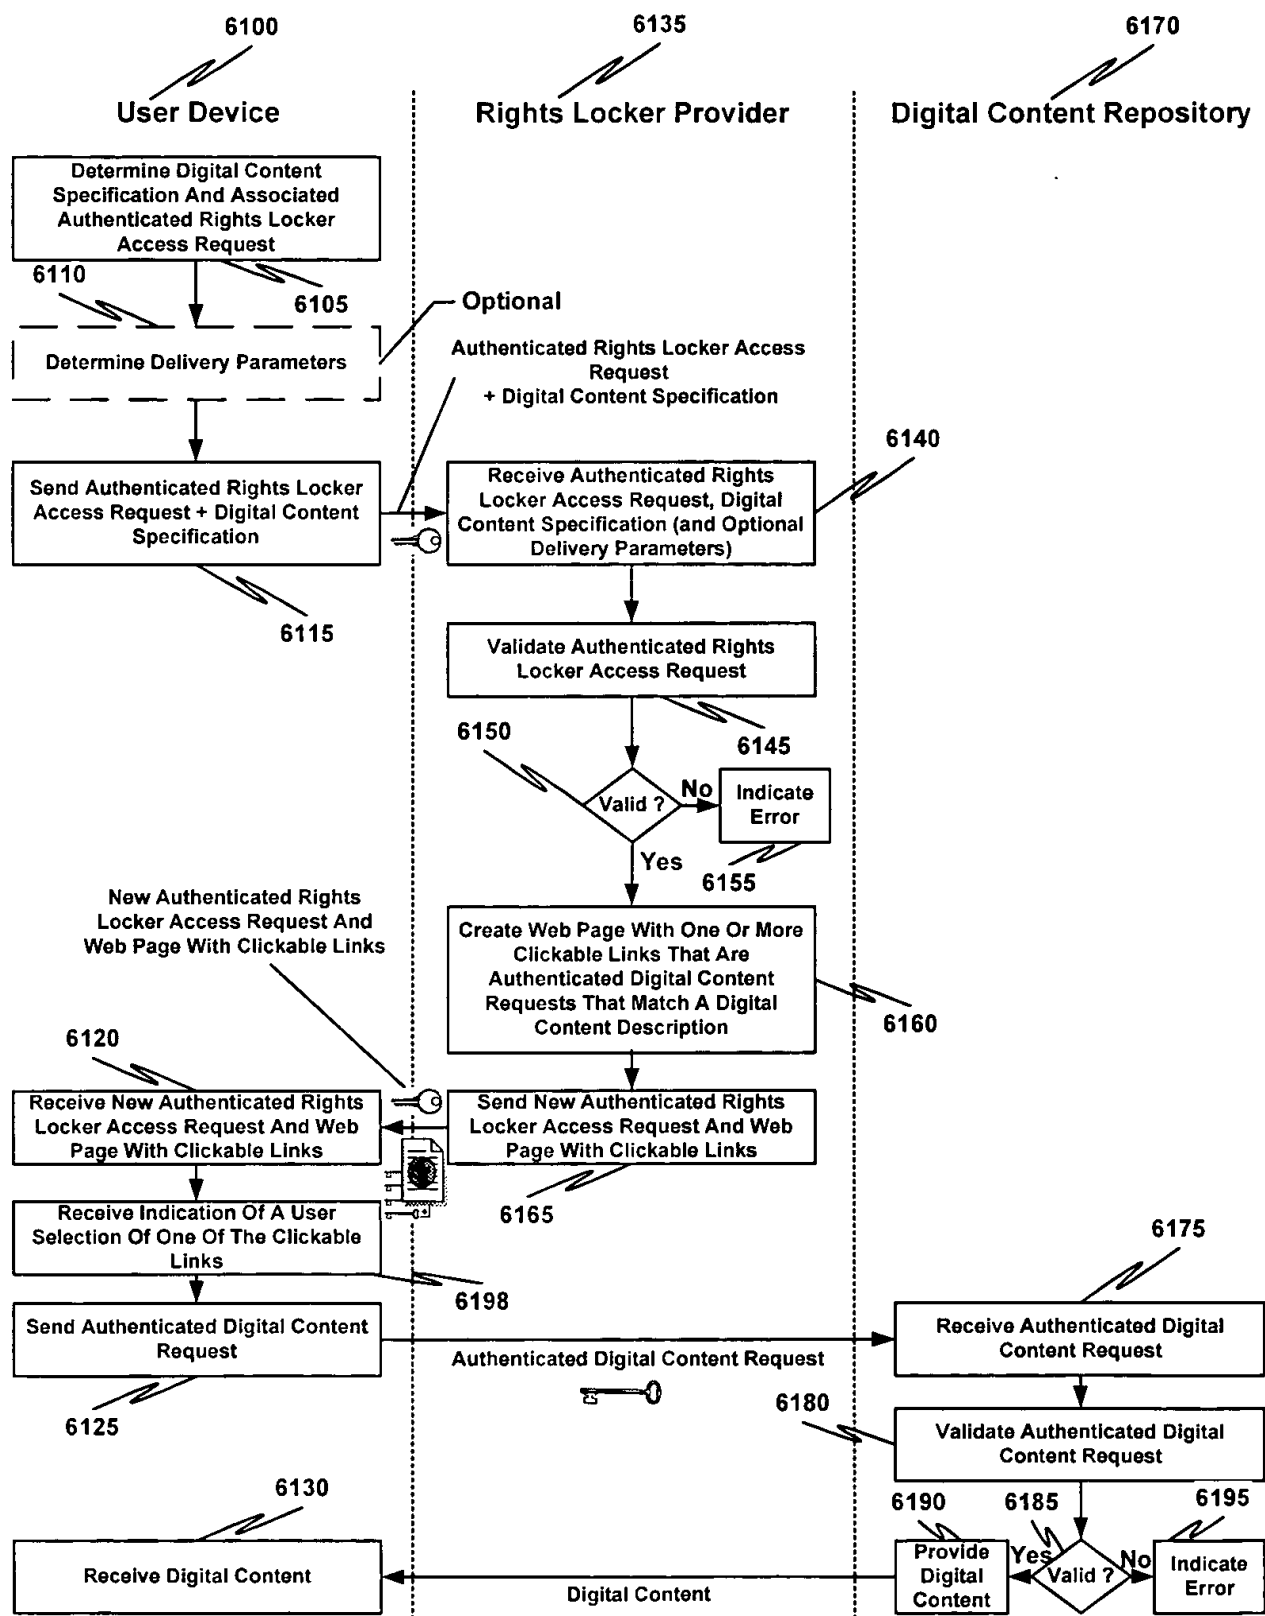 6100
6135
6170
User Device
Rights Locker Provider
Digital Content Repository
Determine Digital Content
Specification And Associated
Authenticated Rights Locker
Access Request
6110
6105
Optional
Determine Delivery Parameters
Authenticated Rights Locker Access
Request
+ Digital Content Specification
6140
Send Authenticated Rights Locker
Access Request + Digital Content
Specification
Receive Authenticated Rights
Locker Access Request, Digital
Content Specification (and Optional
Delivery Parameters)
6115
Validate Authenticated Rights
Locker Access Request
6150
6145
Valid ?
No
Indicate
Error
Yes
6155
New Authenticated Rights
Locker Access Request And
Web Page With Clickable Links
Create Web Page With One Or More
Clickable Links That Are
Authenticated Digital Content
Requests That Match A Digital
Content Description
6160
6120
Receive New Authenticated Rights
Locker Access Request And Web
Page With Clickable Links
Send New Authenticated Rights
Locker Access Request And Web
Page With Clickable Links
6165
Receive Indication Of A User
Selection Of One Of The Clickable
Links
6198
6175
Send Authenticated Digital Content
Request
Authenticated Digital Content Request
Receive Authenticated Digital
Content Request
6125
6180
Validate Authenticated Digital
Content Request
6130
6190
6185
6195
Receive Digital Content
Digital Content
Provide
Digital
Content
Yes
Valid ?
No
Indicate
Error